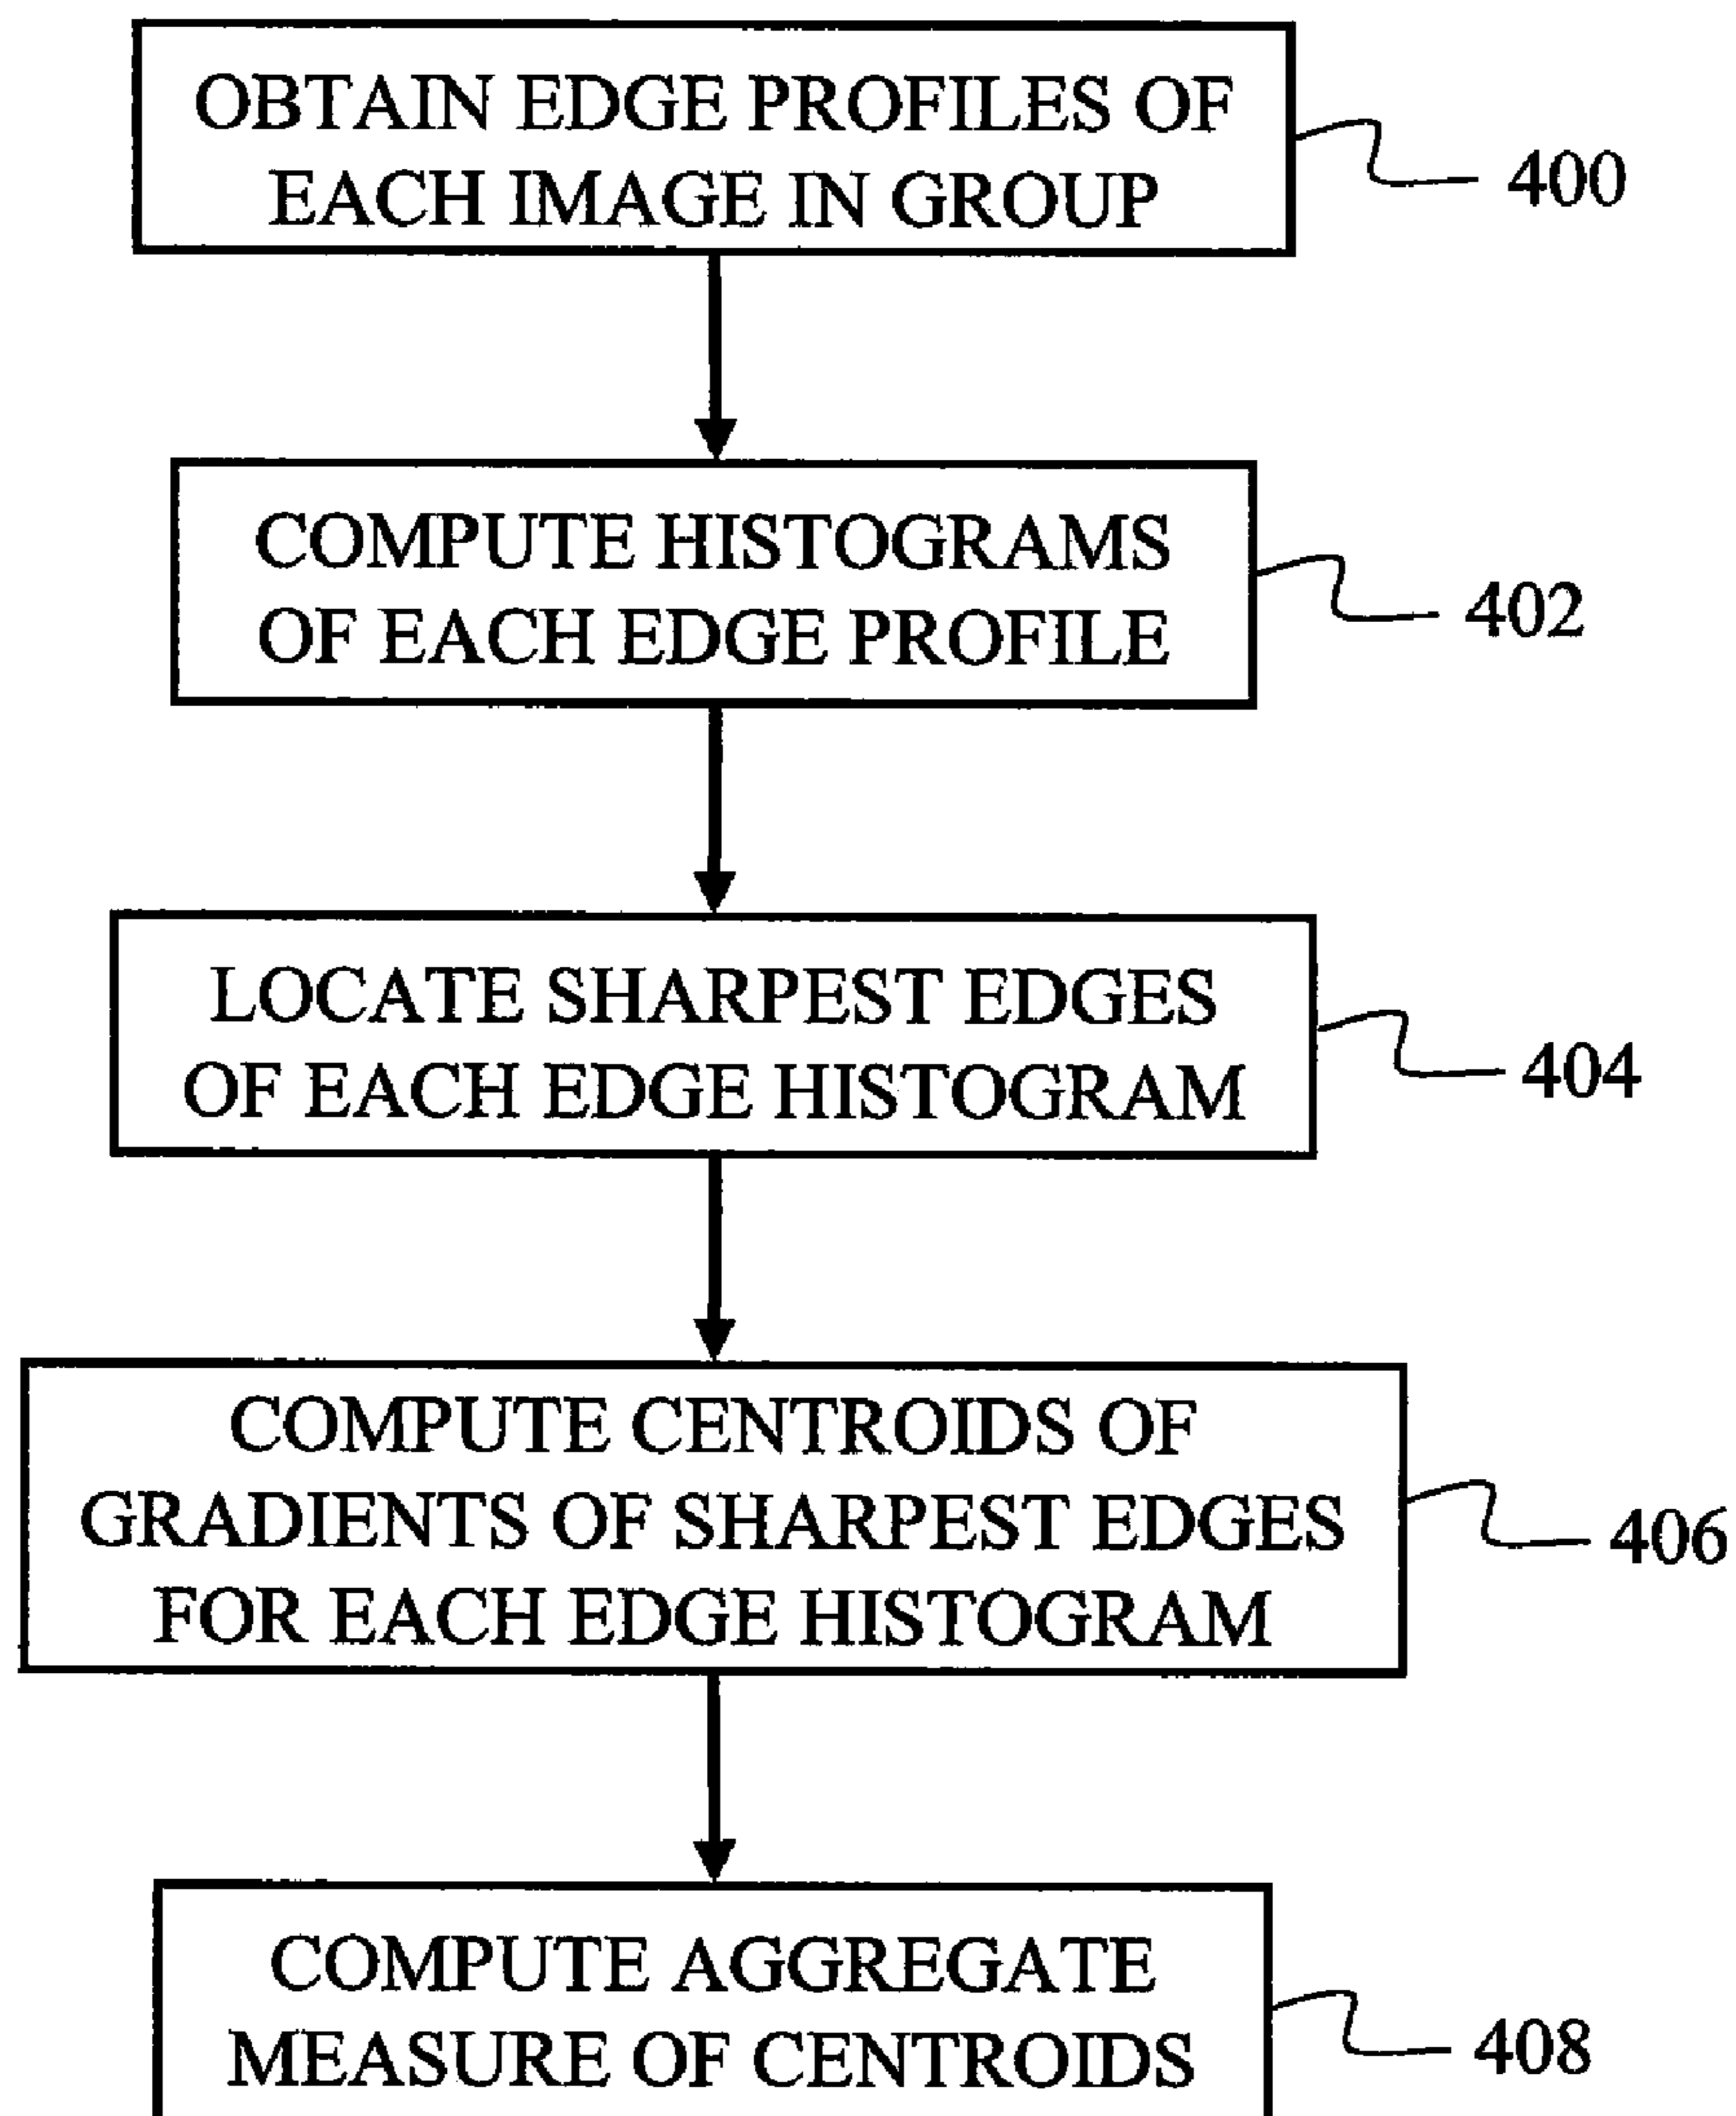 OBTAIN EDGE PROFILES OF
EACH IMAGE IN GROUP
400
COMPUTE HISTOGRAMS
OF EACH EDGE PROFILE
402
LOCATE SHARPEST EDGES
OF EACH EDGE HISTOGRAM
404
COMPUTE CENTROIDS OF
GRADIENTS OF SHARPEST EDGES
FOR EACH EDGE HISTOGRAM
406
COMPUTE AGGREGATE
MEASURE OF CENTROIDS
408